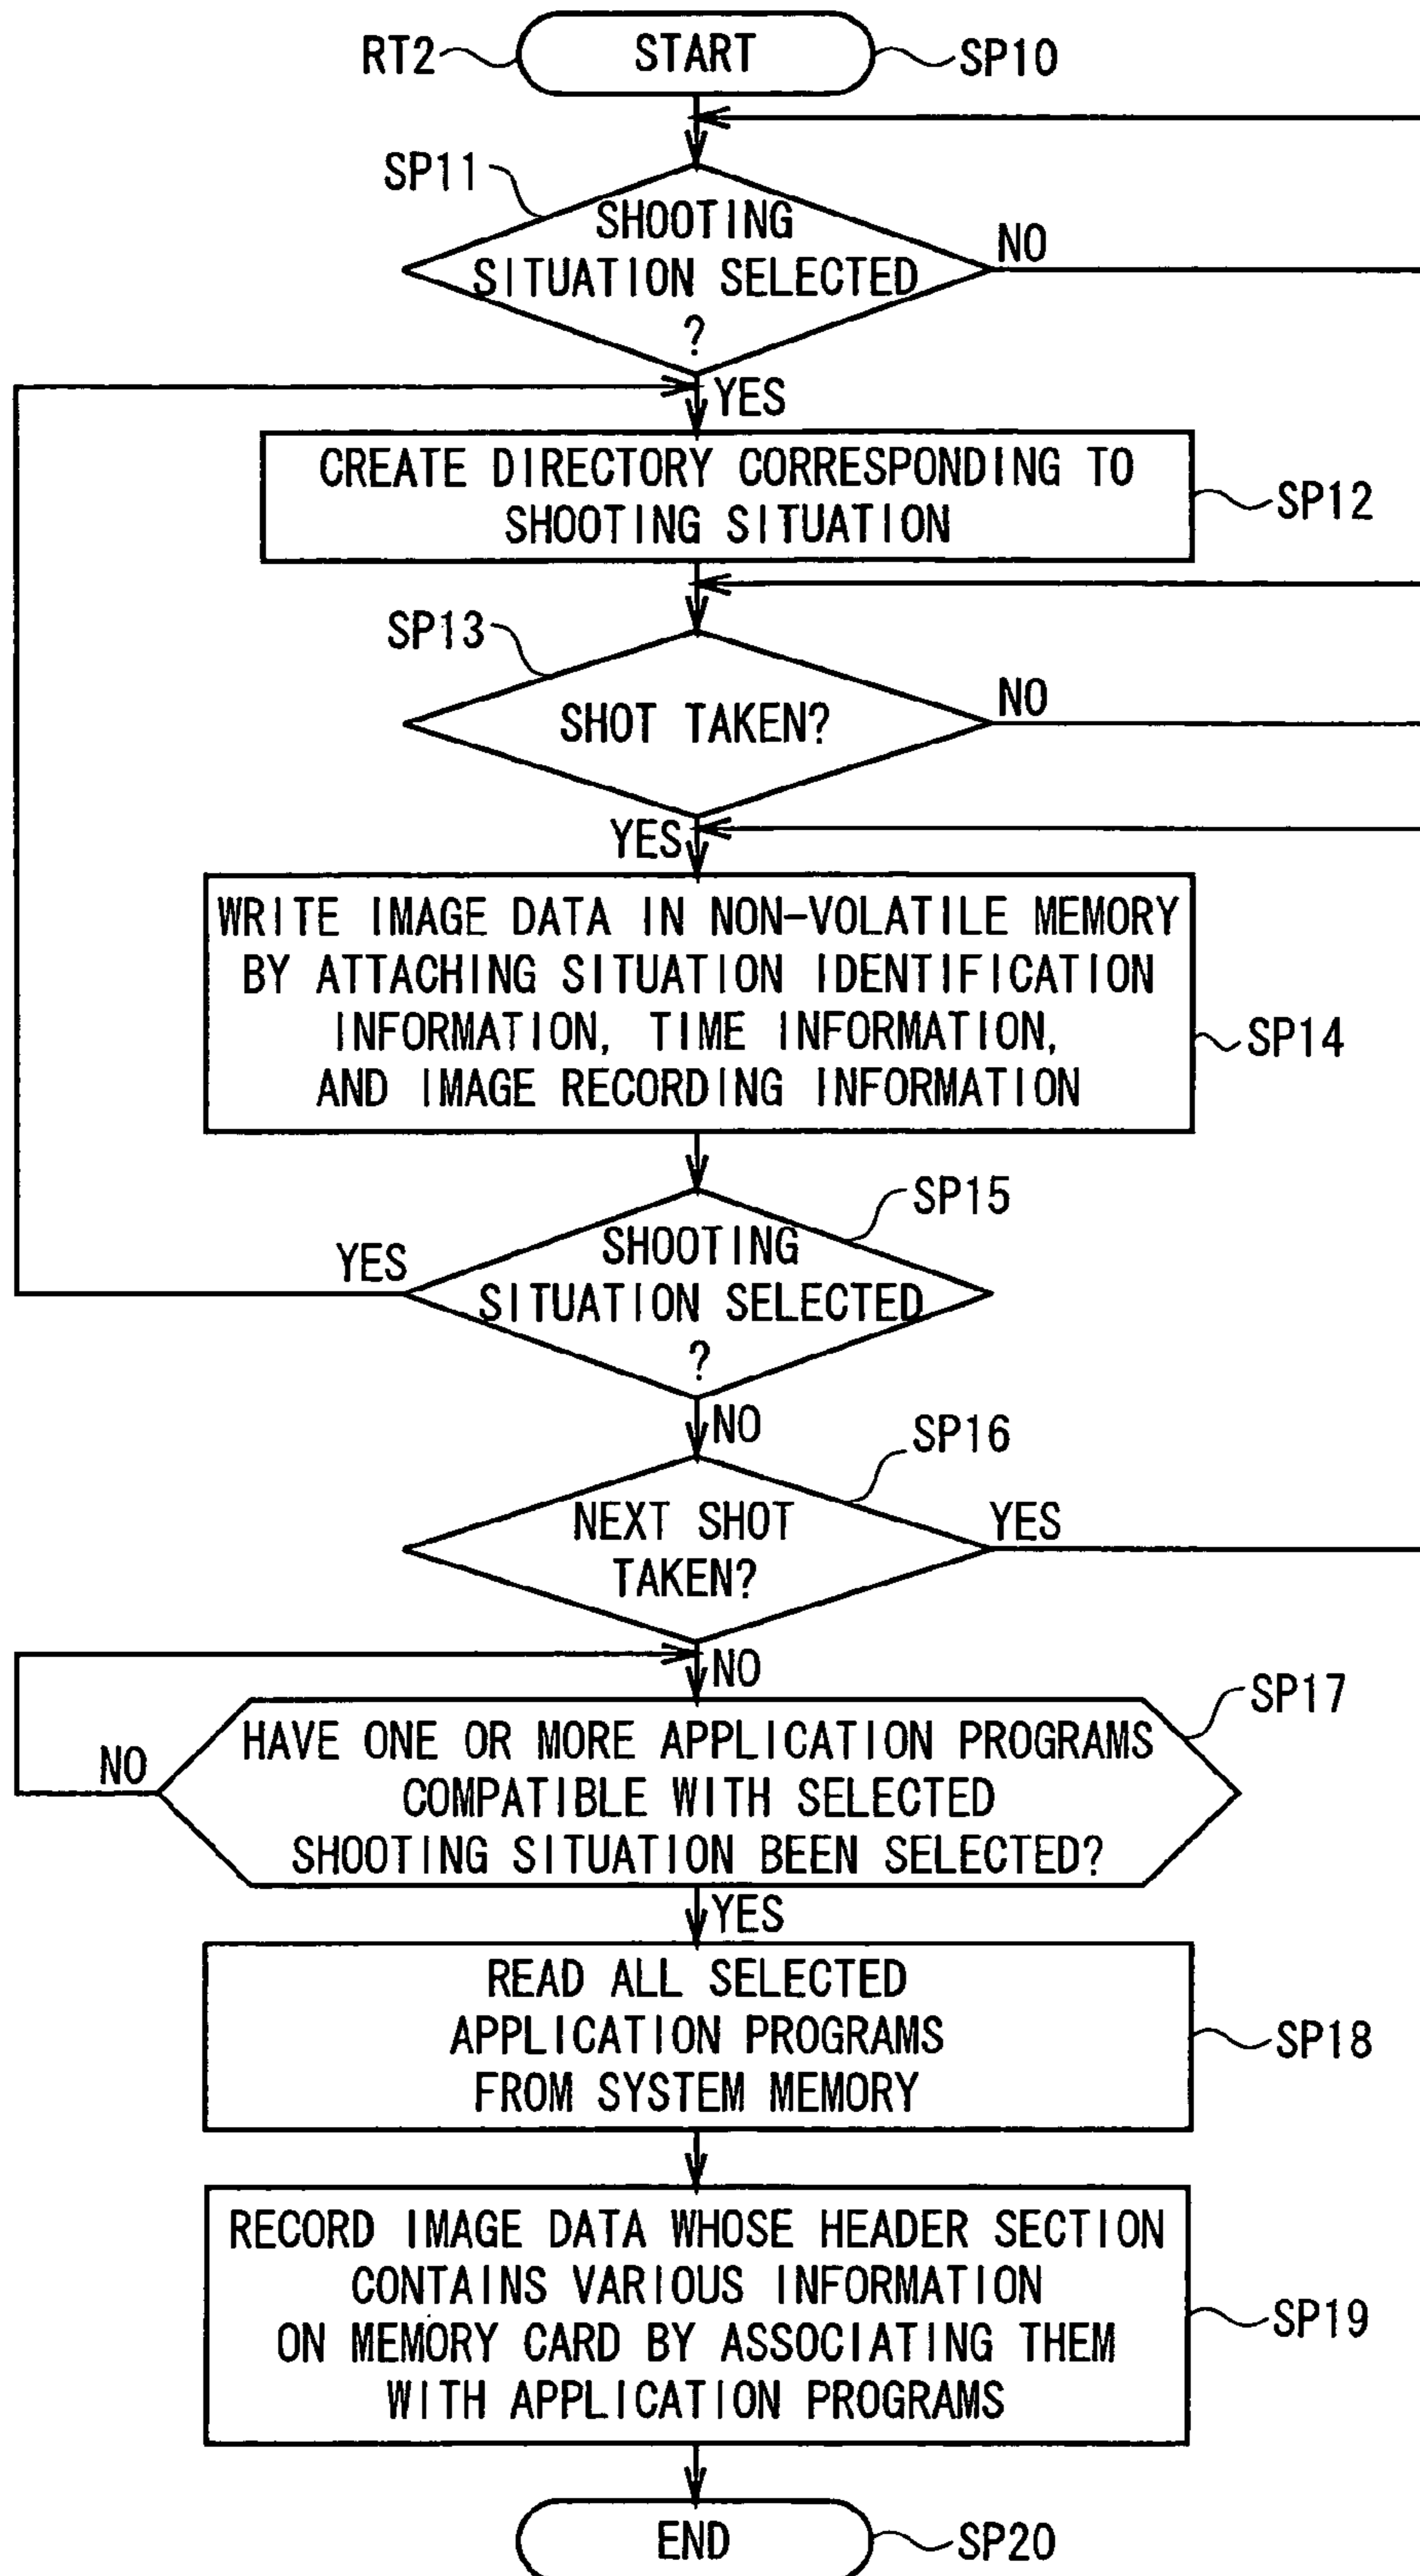 RT2
START
SP10
SP11
SHOOTING
SITUATION SELECTED
?
NO
YES
CREATE DIRECTORY CORRESPONDING TO
SHOOTING SITUATION
SP12
SP13
SHOT TAKEN?
NO
YES
WRITE IMAGE DATA IN NON-VOLATILE MEMORY
BY ATTACHING SITUATION IDENTIFICATION
INFORMATION, TIME INFORMATION,
AND IMAGE RECORDING INFORMATION
SP14
SP15
SHOOTING
SITUATION SELECTED
?
YES
NO
SP16
NEXT SHOT
TAKEN?
YES
NO
SP17
HAVE ONE OR MORE APPLICATION PROGRAMS
COMPATIBLE WITH SELECTED
SHOOTING SITUATION BEEN SELECTED?
NO
YES
READ ALL SELECTED
APPLICATION PROGRAMS
FROM SYSTEM MEMORY
SP18
RECORD IMAGE DATA WHOSE HEADER SECTION
CONTAINS VARIOUS INFORMATION
ON MEMORY CARD BY ASSOCIATING THEM
WITH APPLICATION PROGRAMS
SP19
END
SP20